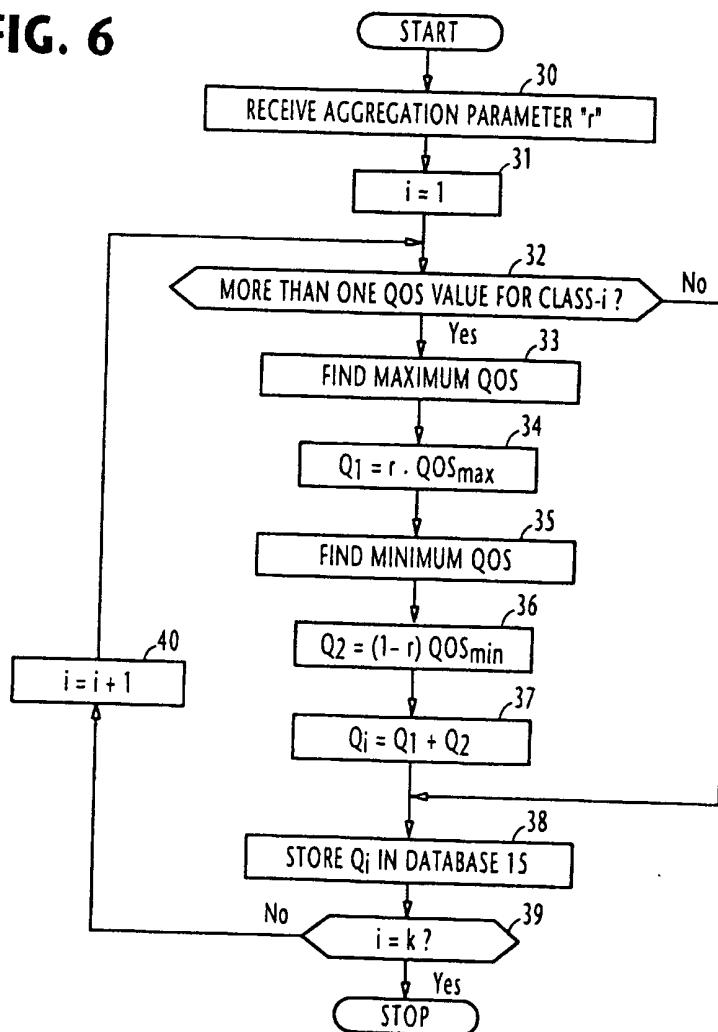 FIG. 6
START
30
RECEIVE AGGREGATION PARAMETER "r"
31
i = 1
32
MORE THAN ONE QOS VALUE FOR CLASS-i ?
No
Yes
33
FIND MAXIMUM QOS
34
Q1 = r . QOSmax
35
FIND MINIMUM QOS
36
Q2 = (1- r) QOSmin
40
i = i + 1
37
Qi = Q1 + Q2
38
STORE Qi IN DATABASE 15
No
39
i = k ?
Yes
STOP